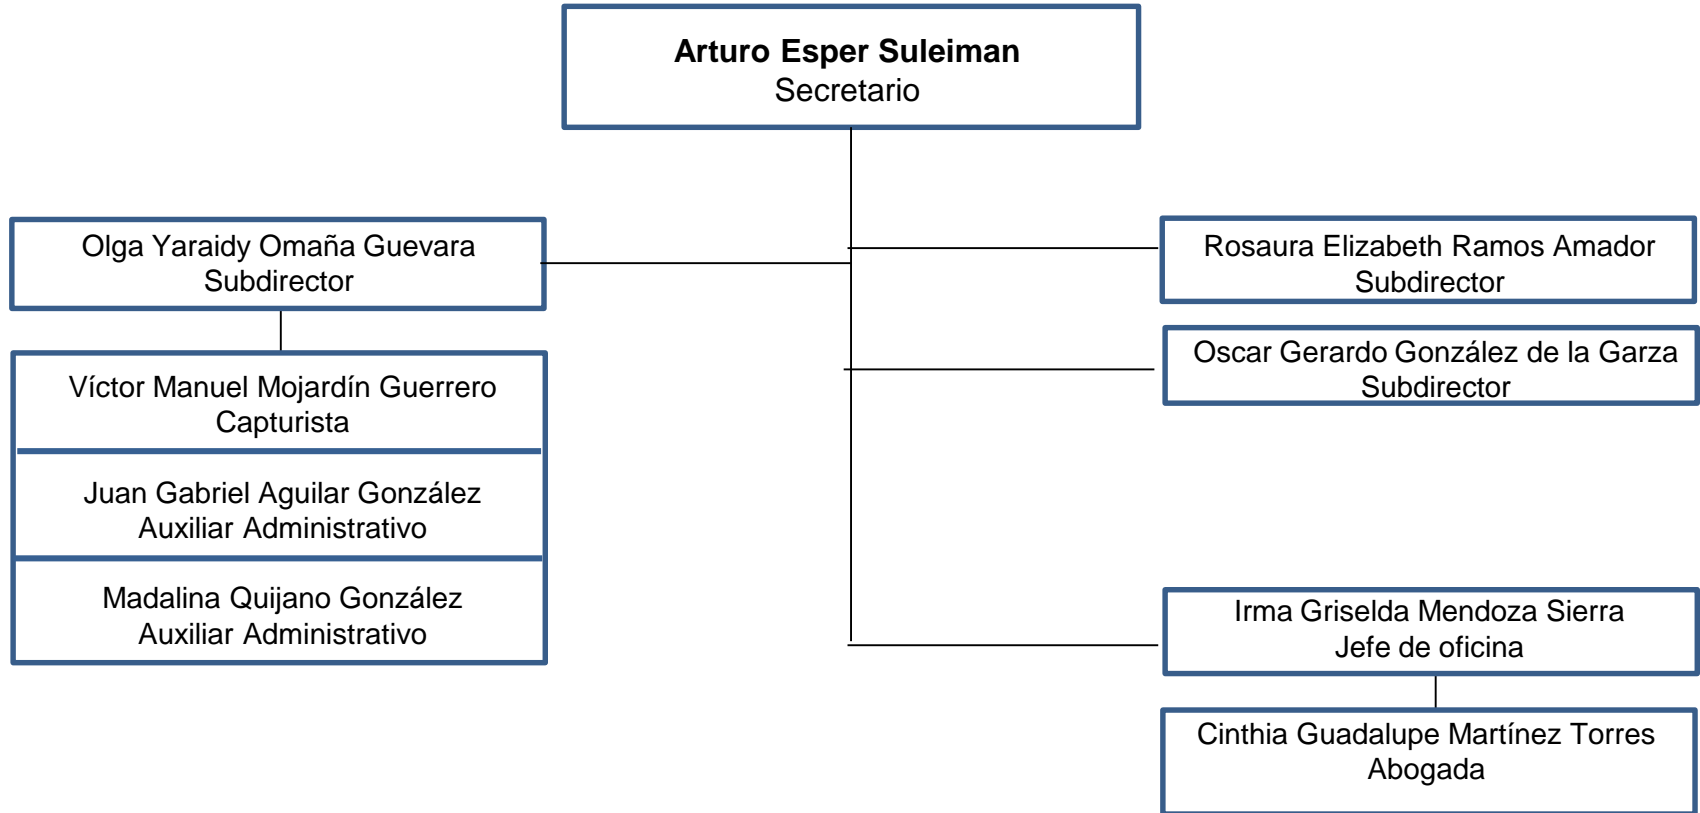 Arturo Esper Suleiman
Secretario
Olga Yaraidy Omaña Guevara
Subdirector
Víctor Manuel Mojardín Guerrero
Capturista
Juan Gabriel Aguilar González
Auxiliar Administrativo
Madalina Quijano González
Auxiliar Administrativo
Rosaura Elizabeth Ramos Amador
Subdirector
Oscar Gerardo González de la Garza
Subdirector
Irma Griselda Mendoza Sierra
Jefe de oficina
Cinthia Guadalupe Martínez Torres
Abogada